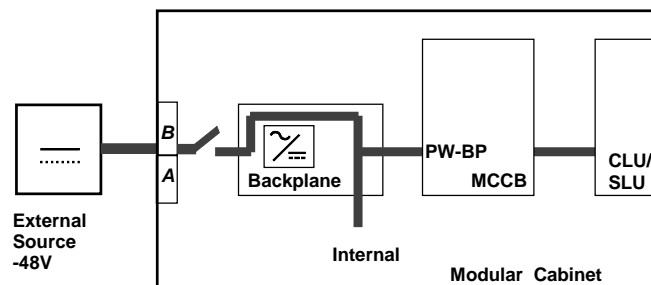 B
A
PW-BP
MCCB
CLU/
SLU
Backplane
External
Source
-48V
Internal
Modular Cabinet